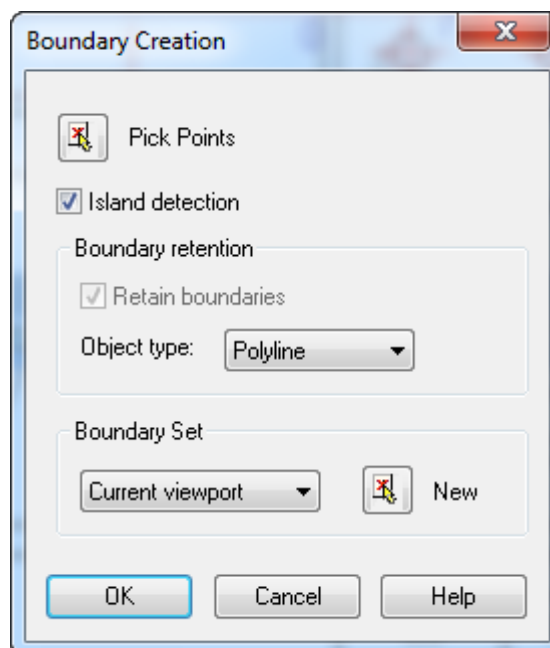 Boundary Creation
Pick Points
Island detection
Boundary retention
Retain boundaries
Object type: Polyline
Boundary Set
Current viewport New
OK Cancel Help